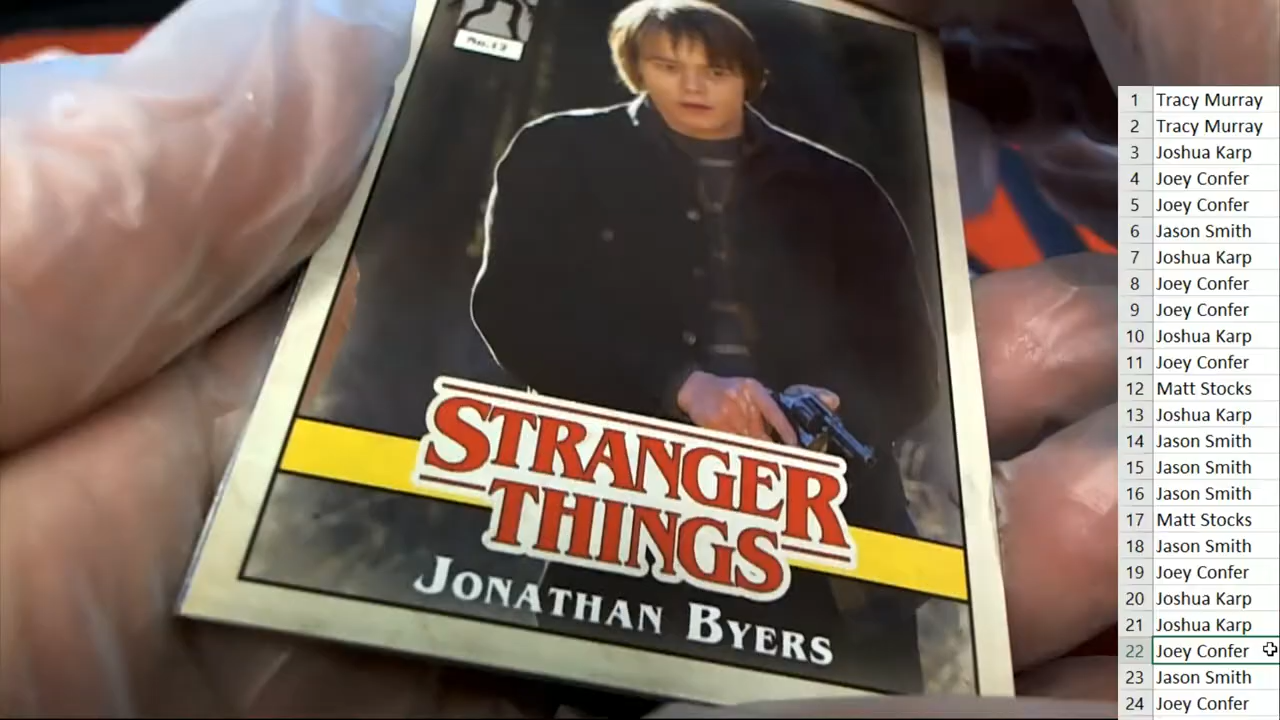 No.13
STRANGER
THINGS
JONATHAN BYERS
1 Tracy Murray
2 Tracy Murray
3 Joshua Karp
4 Joey Confer
5 Joey Confer
6 Jason Smith
7 Joshua Karp
8 Joey Confer
9 Joey Confer
10 Joshua Karp
11 Joey Confer
12 Matt Stocks
13 Joshua Karp
14 Jason Smith
15 Jason Smith
16 Jason Smith
17 Matt Stocks
18 Jason Smith
19 Joey Confer
20 Joshua Karp
21 Joshua Karp
22 Joey Confer
23 Jason Smith
24 Joey Confer